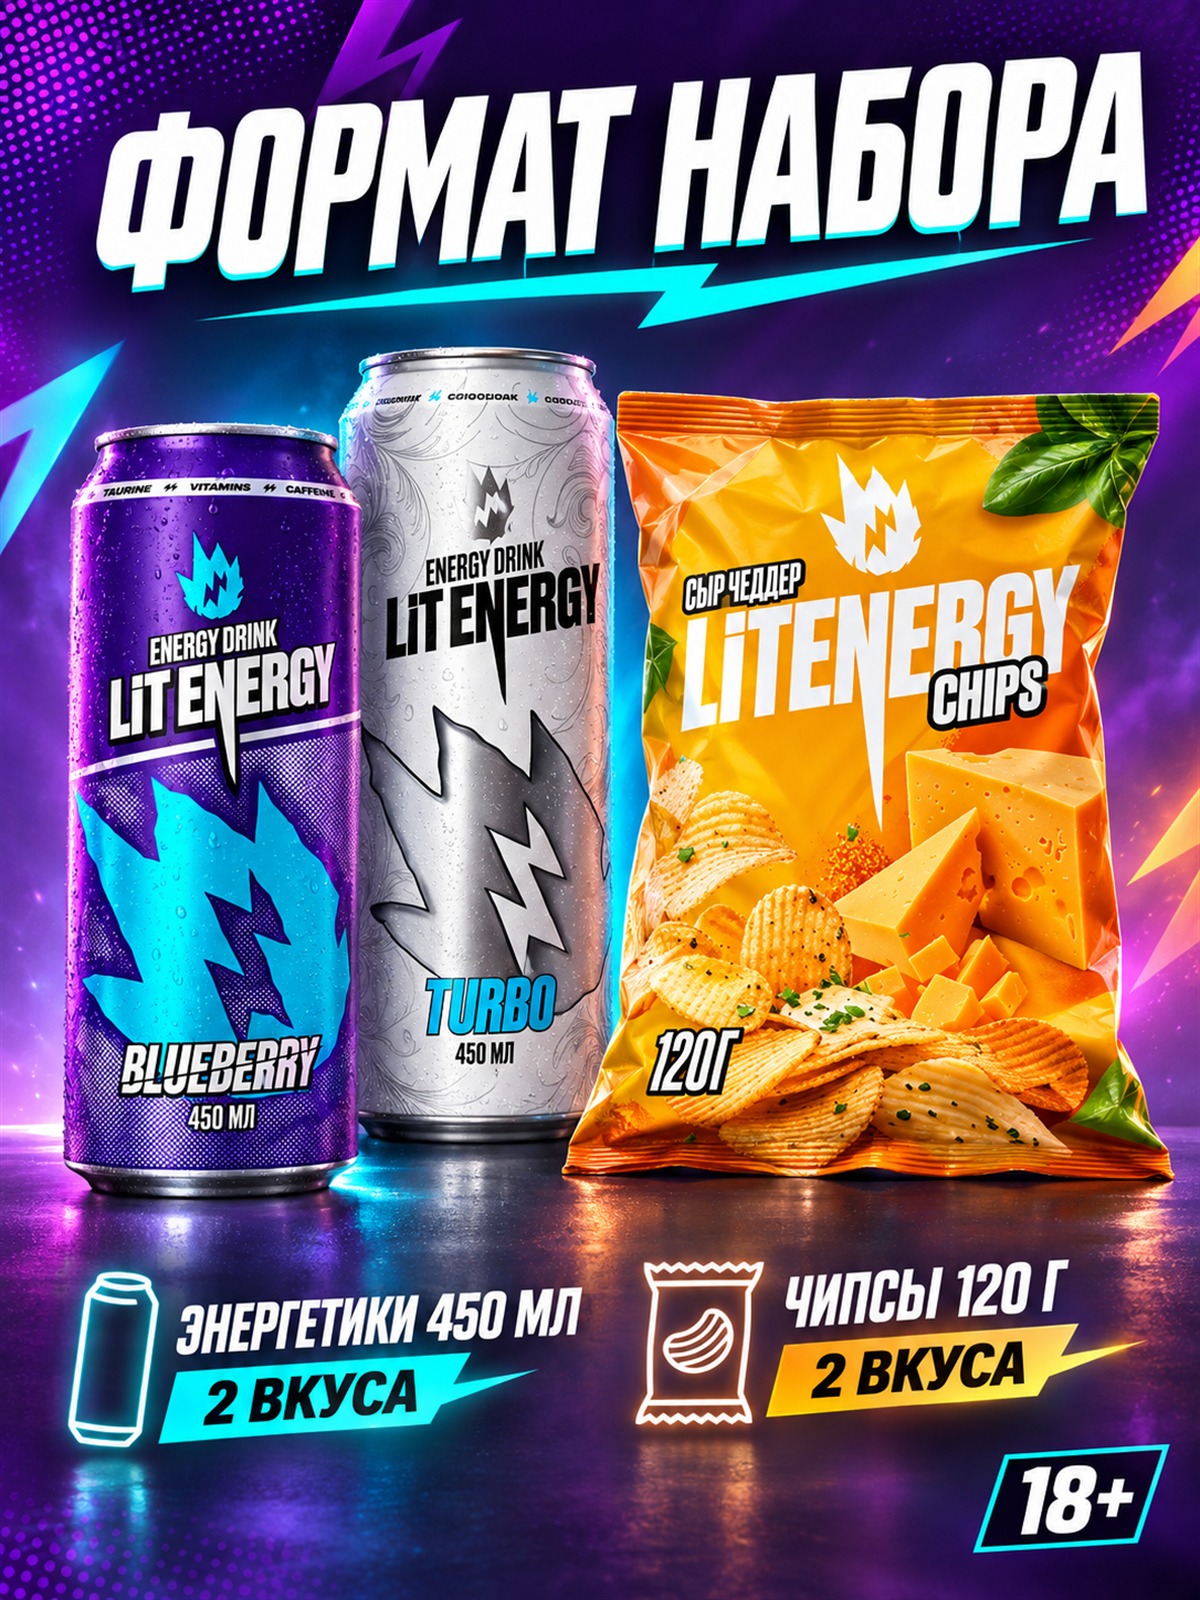 ФОРМАТ НАБОРА
TAURINE VITAMINS CAFFEINE
ENERGY DRINK
LIT ENERGY
BLUEBERRY
450 МЛ
ENERGY DRINK
LIT ENERGY
TURBO
450 МЛ
СЫР ЧЕДДЕР
LITENERGY
CHIPS
120Г
ЭНЕРГЕТИКИ 450 МЛ
2 ВКУСА
ЧИПСЫ 120 Г
2 ВКУСА
18+